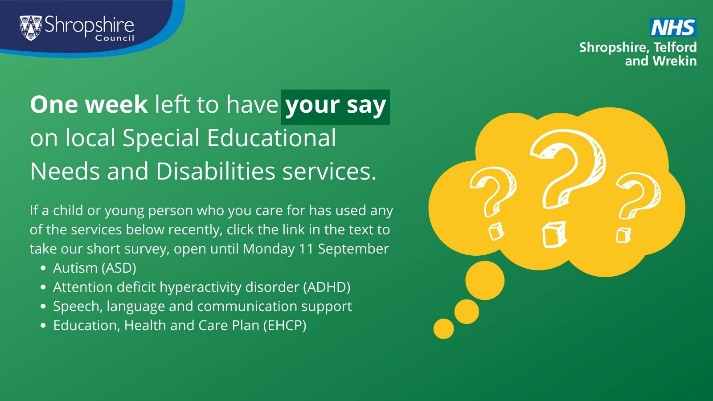 Shropshire
Council
NHS
Shropshire, Telford
and Wrekin
One week left to have your say
on local Special Educational
Needs and Disabilities services.
If a child or young person who you care for has used any
of the services below recently, click the link in the text to
take our short survey, open until Monday 11 September
• Autism (ASD)
• Attention deficit hyperactivity disorder (ADHD)
• Speech, language and communication support
• Education, Health and Care Plan (EHCP)
? ? ?